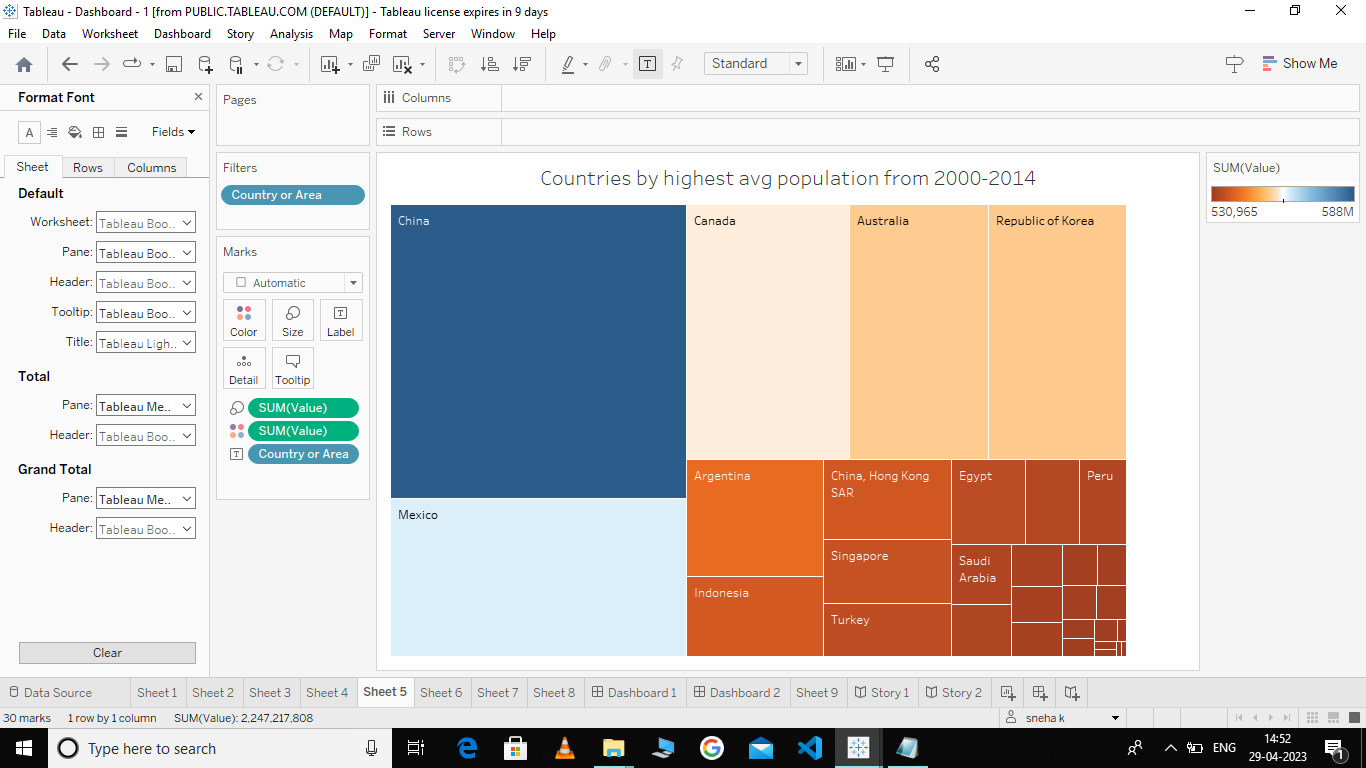 Tableau - Dashboard - 1 [from PUBLIC.TABLEAU.COM (DEFAULT)] - Tableau license expires in 9 days
File Data Worksheet Dashboard Story Analysis Map Format Server Window Help
Standard
Show Me
Format Font
Fields
Sheet Rows Columns
Default
Worksheet: Tableau Boo..
Pane: Tableau Boo..
Header: Tableau Boo..
Tooltip: Tableau Boo..
Title: Tableau Ligh..
Total
Pane: Tableau Me..
Header: Tableau Boo..
Grand Total
Pane: Tableau Me..
Header: Tableau Boo..
Clear
Pages
Filters
Country or Area
Marks
Automatic
Color Size Label
Detail Tooltip
SUM(Value)
SUM(Value)
Country or Area
Columns
Rows
Countries by highest avg population from 2000-2014
China
Canada
Australia
Republic of Korea
Mexico
Argentina
China, Hong Kong
SAR
Egypt
Peru
Singapore
Saudi
Arabia
Indonesia
Turkey
SUM(Value)
530,965 588M
Data Source Sheet 1 Sheet 2 Sheet 3 Sheet 4 Sheet 5 Sheet 6 Sheet 7 Sheet 8 Dashboard 1 Dashboard 2 Sheet 9 Story 1 Story 2
30 marks 1 row by 1 column SUM(Value): 2,247,217,808 sneha k
Type here to search
ENG
14:52
29-04-2023
1